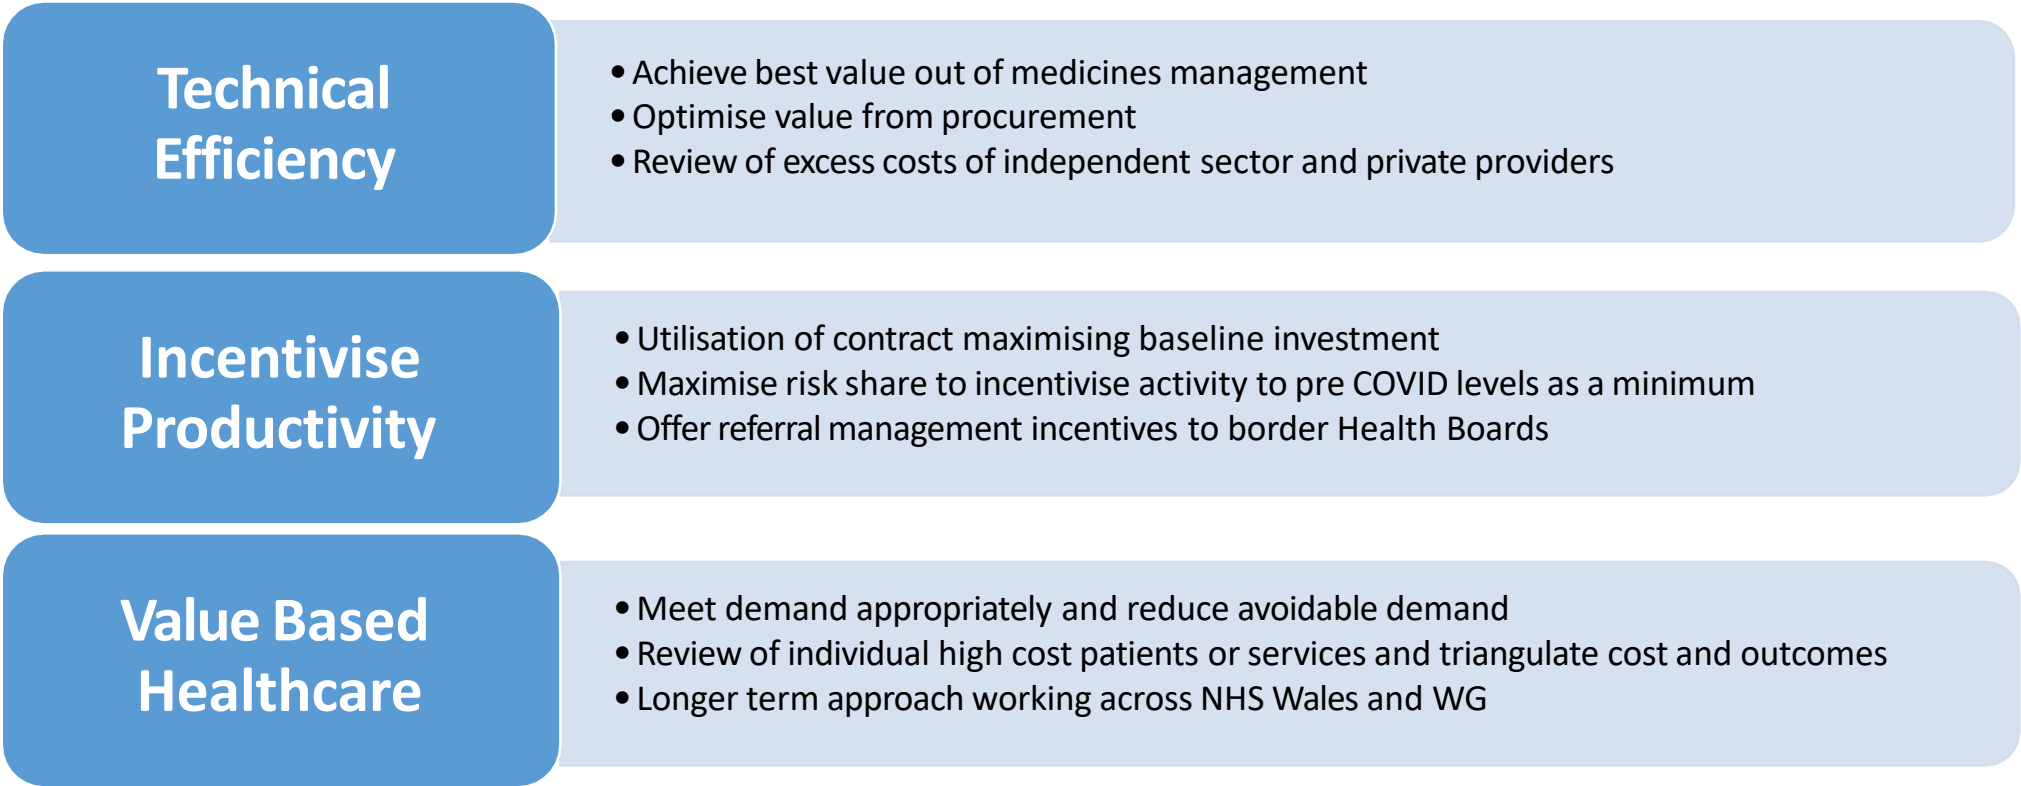 Technical
Efficiency
• Achieve best value out of medicines management
• Optimise value from procurement
• Review of excess costs of independent sector and private providers
Incentivise
Productivity
• Utilisation of contract maximising baseline investment
• Maximise risk share to incentivise activity to pre COVID levels as a minimum
• Offer referral management incentives to border Health Boards
Value Based
Healthcare
• Meet demand appropriately and reduce avoidable demand
• Review of individual high cost patients or services and triangulate cost and outcomes
• Longer term approach working across NHS Wales and WG